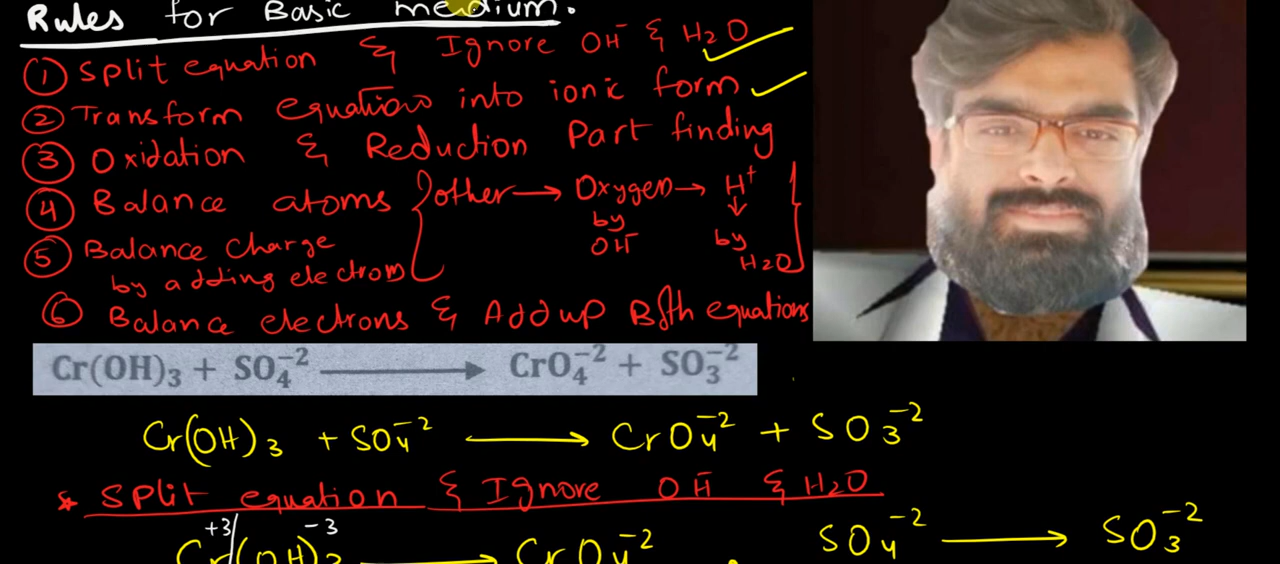 Rules for Basic medium.
① Split equation & Ignore OH⁻ & H₂O
② Transform equations into ionic form
③ Oxidation & Reduction Part finding
④ Balance atoms { other → Oxygen → H⁺
by OH⁻ ↓ by H₂O }
⑤ Balance Charge
by adding electrons
⑥ Balance electrons & Add up Both equations
Cr(OH)₃ + SO₄⁻² → CrO₄⁻² + SO₃⁻²
Cr(OH)₃ + SO₄⁻² → CrO₄⁻² + SO₃⁻²
* Split equation & Ignore OH⁻ & H₂O
+3 -3
Cr(OH)₃ → CrO₄⁻² SO₄⁻² → SO₃⁻²